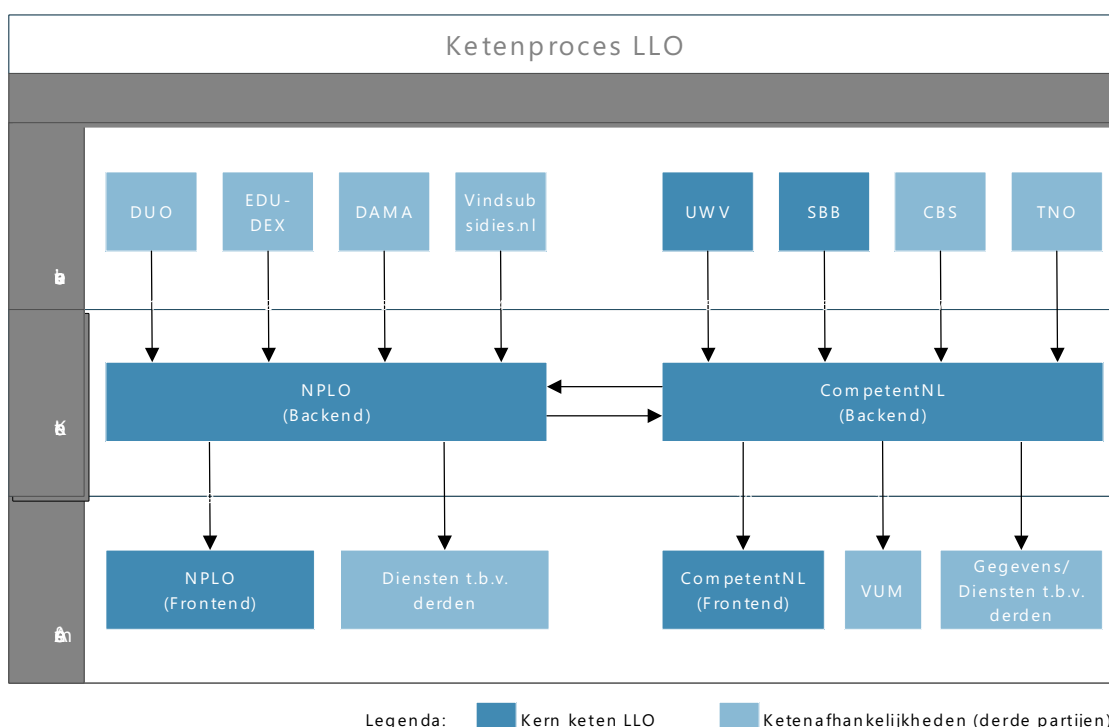 Ketenproces LLO
DUO
EDU-
DEX
DAMA
Vindsub
sidies.nl
UWV
SBB
CBS
TNO
NPLO
(Backend)
CompetentNL
(Backend)
NPLO
(Frontend)
Diensten t.b.v.
derden
CompetentNL
(Frontend)
VUM
Gegevens/
Diensten t.b.v.
derden
Legenda:
Kern keten LLO
Ketenafhankelijkheden (derde partijen)